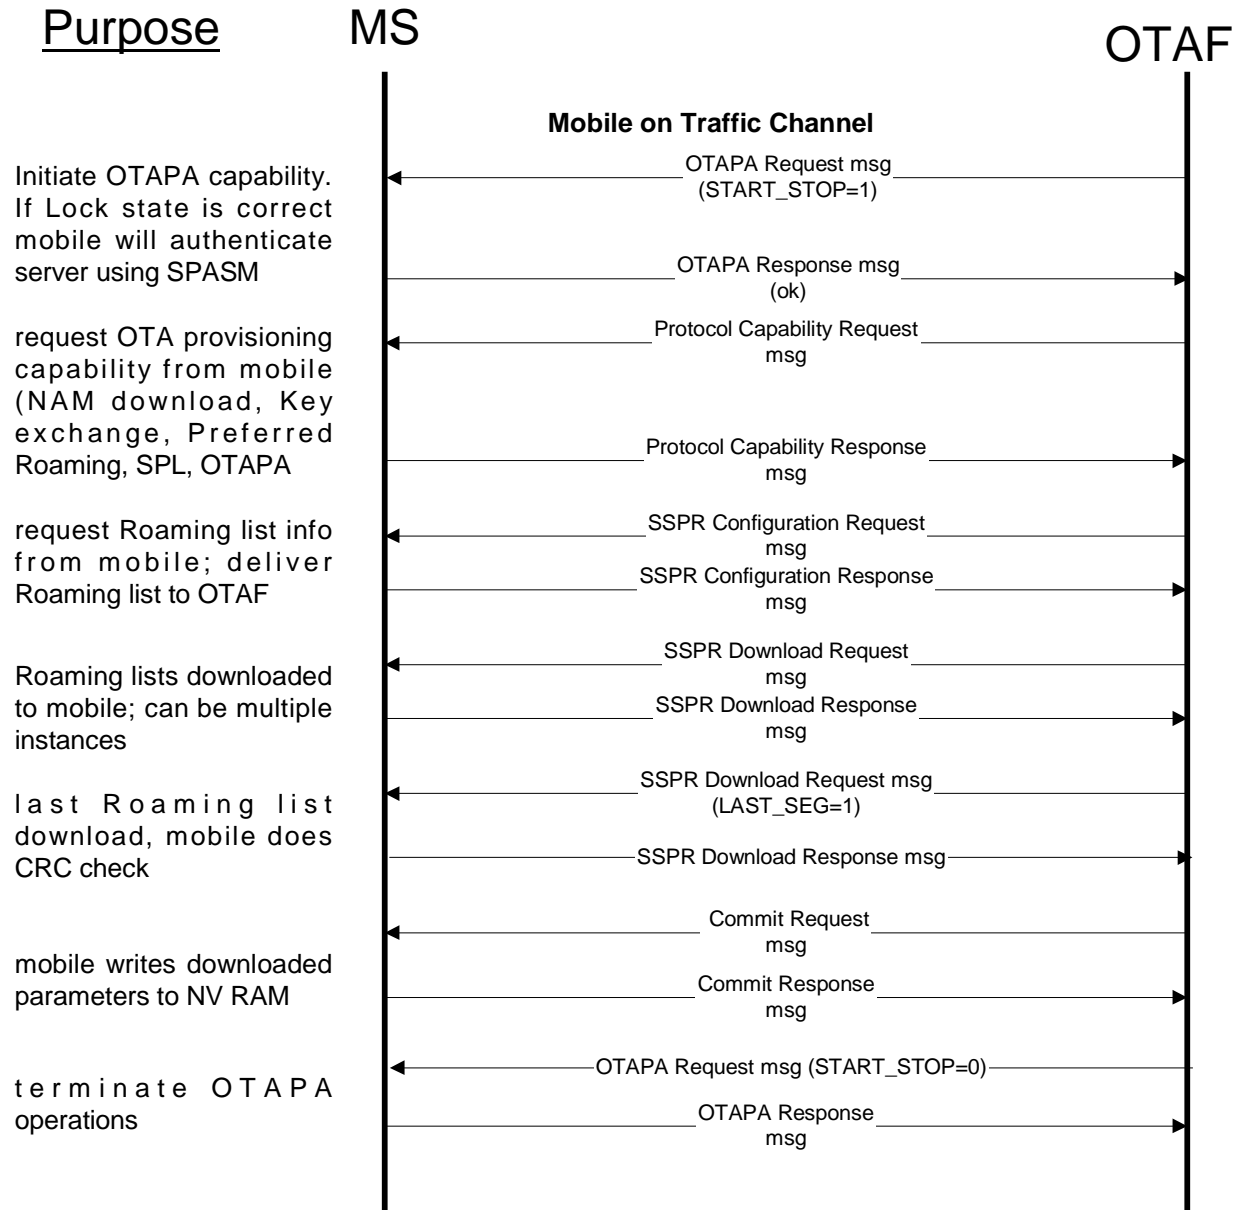 Purpose
MS
OTAF
Mobile on Traffic Channel
Initiate OTAPA capability.
If Lock state is correct
mobile will authenticate
server using SPASM
OTAPA Request msg
(START_STOP=1)
OTAPA Response msg
(ok)
request OTA provisioning
capability from mobile
(NAM download, Key
exchange, Preferred
Roaming, SPL, OTAPA
Protocol Capability Request
msg
Protocol Capability Response
msg
request Roaming list info
from mobile; deliver
Roaming list to OTAF
SSPR Configuration Request
msg
SSPR Configuration Response
msg
Roaming lists downloaded
to mobile; can be multiple
instances
SSPR Download Request
msg
SSPR Download Response
msg
last Roaming list
download, mobile does
CRC check
SSPR Download Request msg
(LAST_SEG=1)
SSPR Download Response msg
mobile writes downloaded
parameters to NV RAM
Commit Request
msg
Commit Response
msg
terminate OTAPA
operations
OTAPA Request msg (START_STOP=0)
OTAPA Response
msg